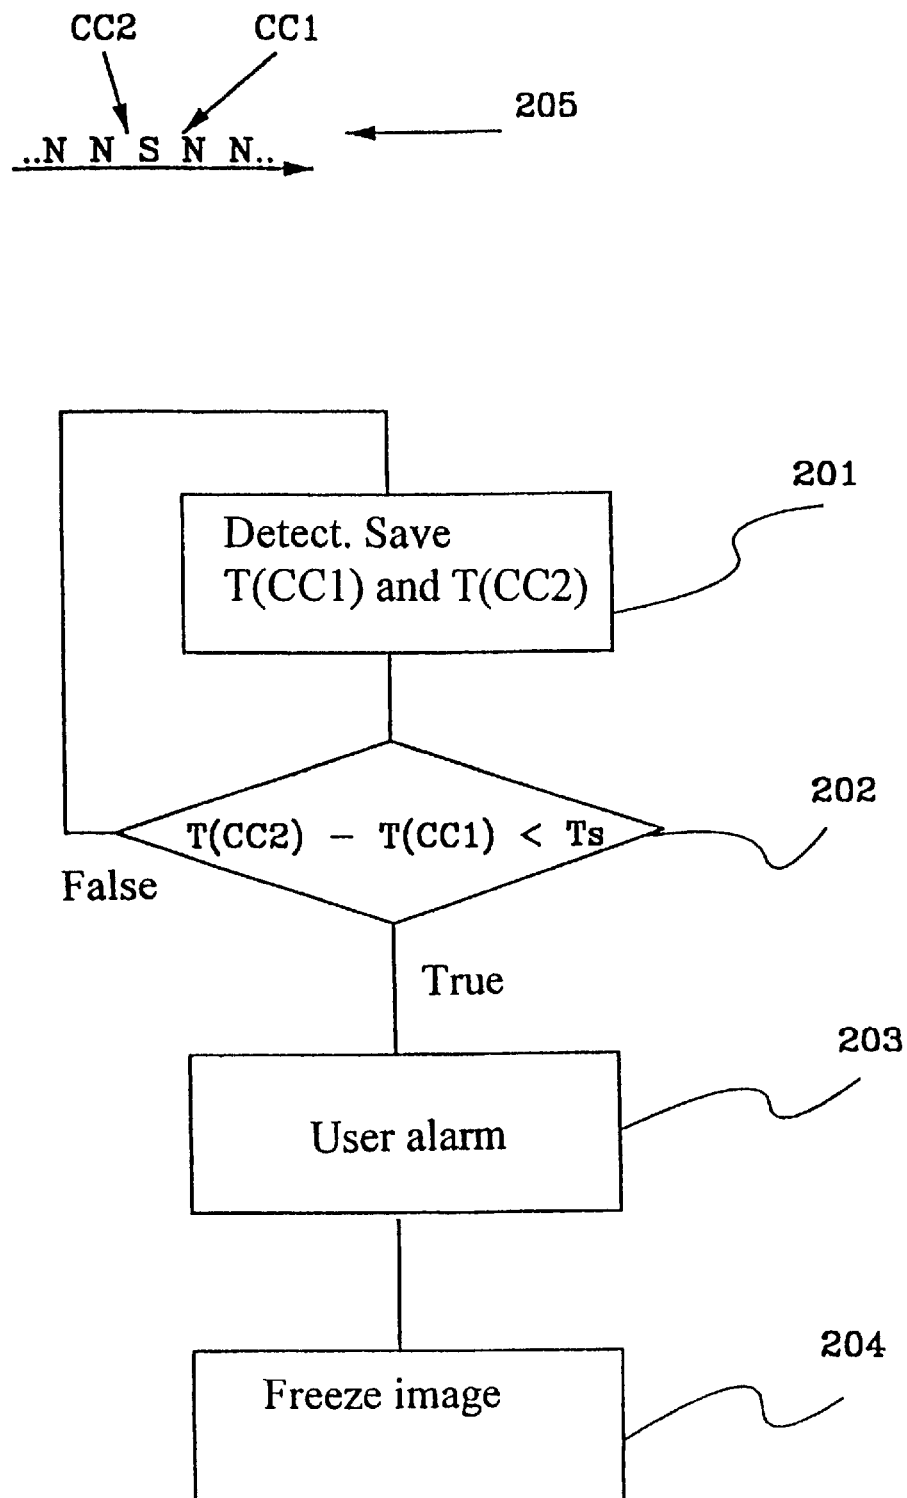 CC2 CC1
205
..N N S N N..
201
Detect. Save
T(CC1) and T(CC2)
202
T(CC2) - T(CC1) < Ts
False
True
203
User alarm
204
Freeze image